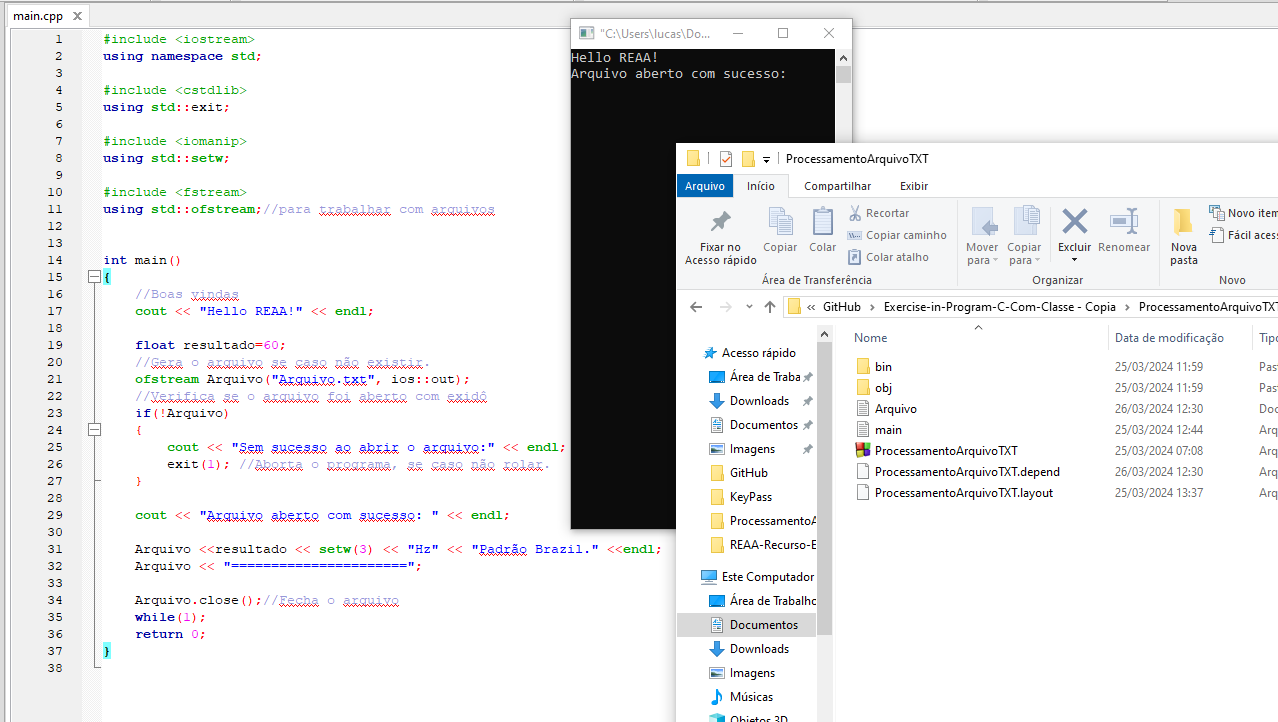 main.cpp
1 #include <iostream>
2 using namespace std;
3
4 #include <cstdlib>
5 using std::exit;
6
7 #include <iomanip>
8 using std::setw;
9
10 #include <fstream>
11 using std::ofstream;//para trabalhar com arquivos
12
13
14 int main()
15 {
16 //Boas vindas
17 cout << "Hello REAA!" << endl;
18
19 float resultado=60;
20 //Gera o arquivo se caso não existir.
21 ofstream Arquivo("Arquivo.txt", ios::out);
22 //Verifica se o arquivo foi aberto com exidô
23 if(!Arquivo)
24 {
25 cout << "Sem sucesso ao abrir o arquivo:" << endl;
26 exit(1); //Aborta o programa, se caso não rolar.
27 }
28
29 cout << "Arquivo aberto com sucesso: " << endl;
30
31 Arquivo <<resultado << setw(3) << "Hz" << "Padrão Brazil." <<endl;
32 Arquivo << "======================";
33
34 Arquivo.close();//Fecha o arquivo
35 while(1);
36 return 0;
37 }
38
"C:\Users\lucas\Do...
Hello REAA!
Arquivo aberto com sucesso:
ProcessamentoArquivoTXT
Arquivo Início Compartilhar Exibir
Fixar no
Acesso rápido
Copiar
Colar
Recortar
Copiar caminho
Colar atalho
Área de Transferência
Mover
para
Copiar
para
Excluir
Renomear
Organizar
Nova
pasta
Novo item
Fácil acess
Novo
« GitHub › Exercise-in-Program-C-Com-Classe - Copia › ProcessamentoArquivoTXT
Acesso rápido
Área de Traba
Downloads
Documentos
Imagens
GitHub
KeyPass
ProcessamentoA
REAA-Recurso-E
Este Computador
Área de Trabalho
Documentos
Downloads
Imagens
Músicas
Objetos 3D
Nome Data de modificação Tipo
bin 25/03/2024 11:59 Pas
obj 25/03/2024 11:59 Pas
Arquivo 26/03/2024 12:30 Doc
main 26/03/2024 12:44 Arq
ProcessamentoArquivoTXT 25/03/2024 07:08 Arq
ProcessamentoArquivoTXT.depend 26/03/2024 12:30 Arq
ProcessamentoArquivoTXT.layout 25/03/2024 13:37 Arq